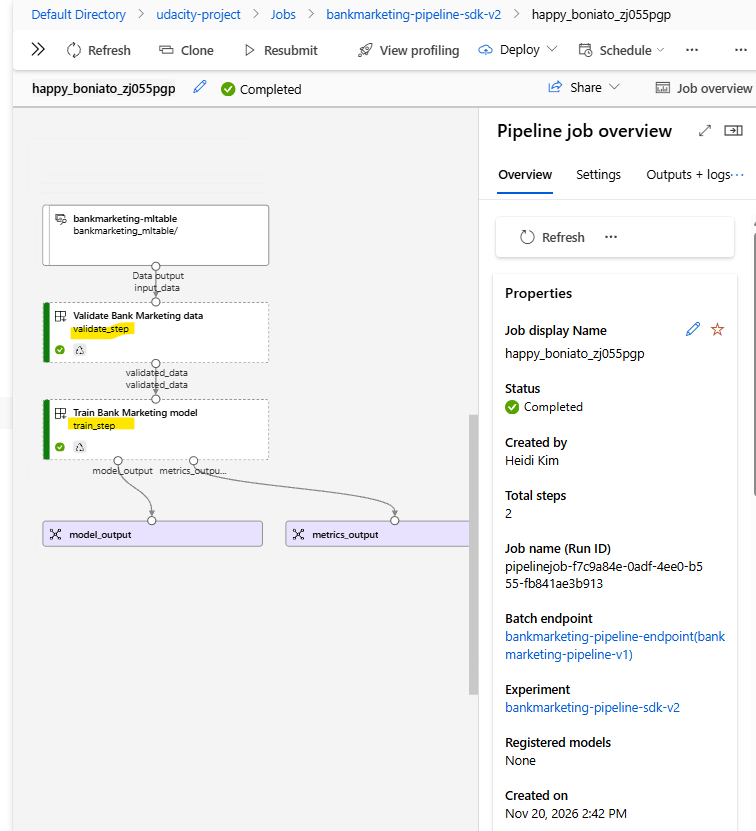 Default Directory > udacity-project > Jobs > bankmarketing-pipeline-sdk-v2 > happy_boniato_zj055pgp
Refresh Clone Resubmit View profiling Deploy Schedule ... ...
happy_boniato_zj055pgp Completed Share Job overview
bankmarketing-mltable
bankmarketing_mltable/
Data output
input_data
Validate Bank Marketing data
validate_step
validated_data
validated_data
Train Bank Marketing model
train_step
model_output metrics_outpu...
model_output metrics_output
Pipeline job overview
Overview Settings Outputs + logs ...
Refresh ...
Properties
Job display Name
happy_boniato_zj055pgp
Status
Completed
Created by
Heidi Kim
Total steps
2
Job name (Run ID)
pipelinejob-f7c9a84e-0adf-4ee0-b5
55-fb841ae3b913
Batch endpoint
bankmarketing-pipeline-endpoint(bank
marketing-pipeline-v1)
Experiment
bankmarketing-pipeline-sdk-v2
Registered models
None
Created on
Nov 20, 2026 2:42 PM